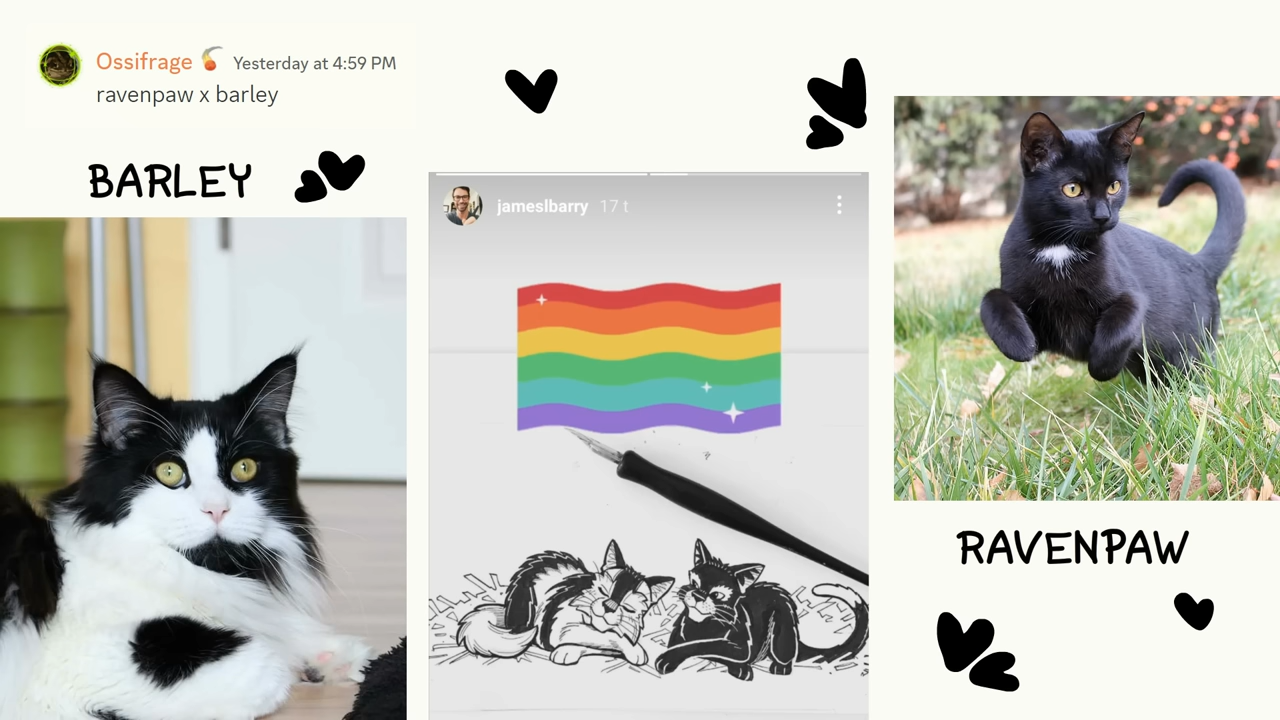 Ossifrage Yesterday at 4:59 PM
ravenpaw x barley
BARLEY
jameslbarry 17 t
RAVENPAW